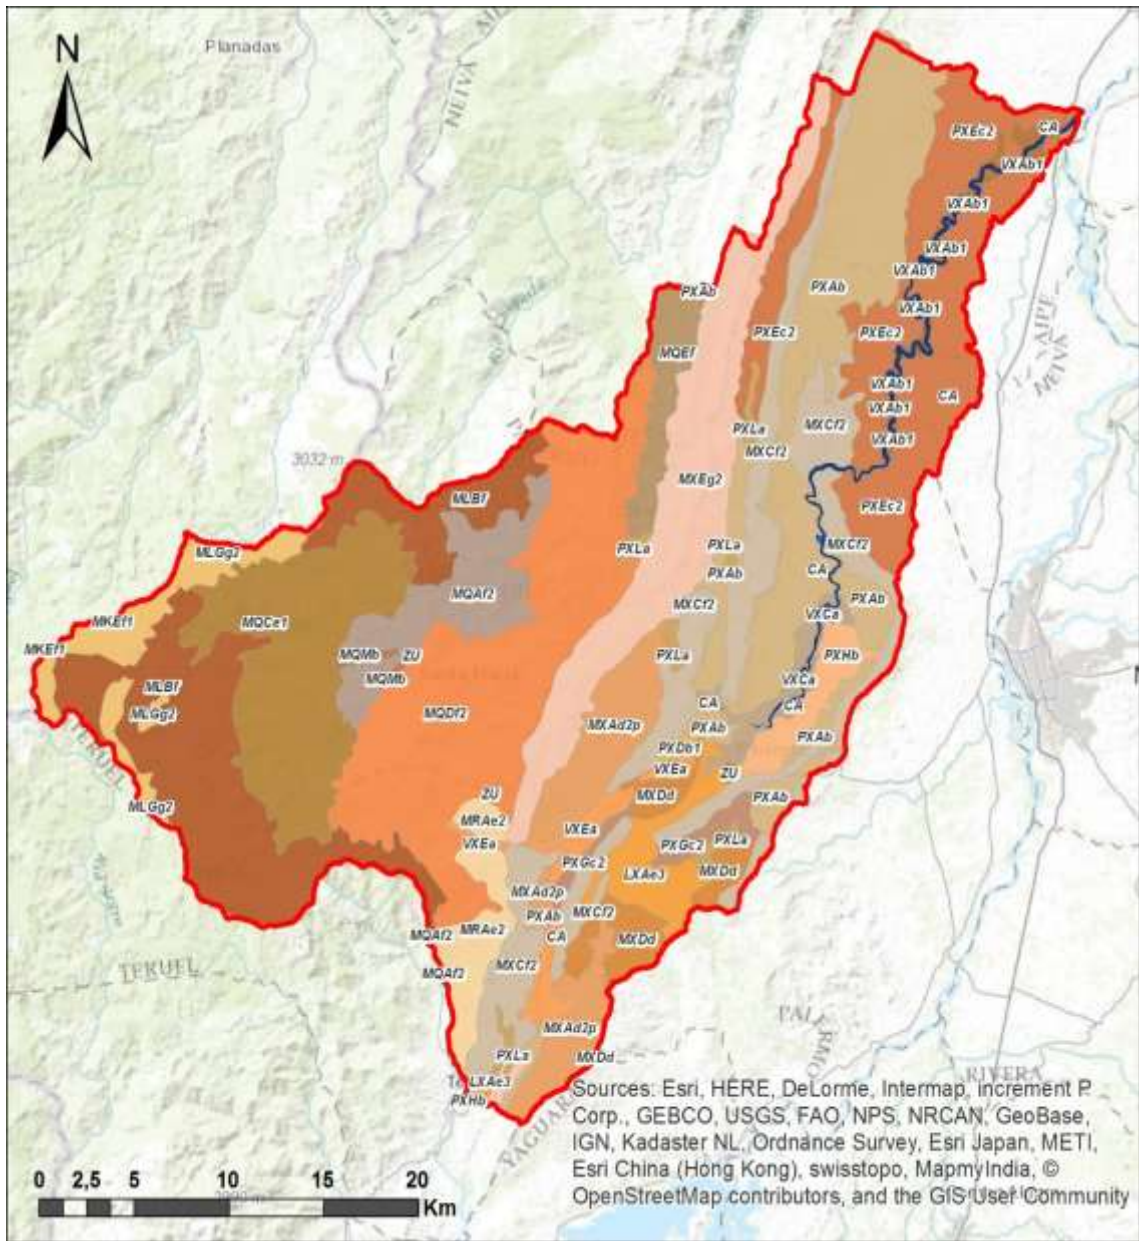 Planadas
N
NEIVA
CA
PXEc2
VXAb1
VXAb1
VXAb1
VXAb1
PXAb
PXAb
VXAb1
AIPE
NEIVA
PXEc2
PXEc2
MQEf
VXAb1
CA
VXAb1
MXCf2
PXLa
VXAb1
MXCf2
3032 m
MXEg2
MLBf
PXEc2
PXLa
PXLa
MXCf2
MLGg2
PXAb
CA
MQAf2
PXAb
MXCf2
VXCa
MKEf1
MQCe1
MKEf1
MQMb
ZU
PXLa
PXHb
MQMb
VXCa
MLBf
MLGg2
MQDf2
CA
CA
MXAd2p
PXAb
PXAb
TERUEL
PXDb1
VXEa
ZU
MXDd
ZU
PXAb
MLGg2
MRAe2
VXEa
VXEa
PXGc2
PXLa
PXGc2
LXAe3
MXDd
MXAd2p
PXAb
MXCf2
MRAe2
MQAf2
CA
MXDd
TERUEL
MQAf2
MXCf2
PALERMO
MXAd2p
PXLa
MXDd
RIVERA
LXAe3
PXHb
Sources: Esri, HERE, DeLorme, Intermap, increment P
Corp., GEBCO, USGS, FAO, NPS, NRCAN, GeoBase,
IGN, Kadaster NL, Ordnance Survey, Esri Japan, METI,
Esri China (Hong Kong), swisstopo, MapmyIndia, ©
OpenStreetMap contributors, and the GIS User Community
0 2,5 5 10 15 20
Km